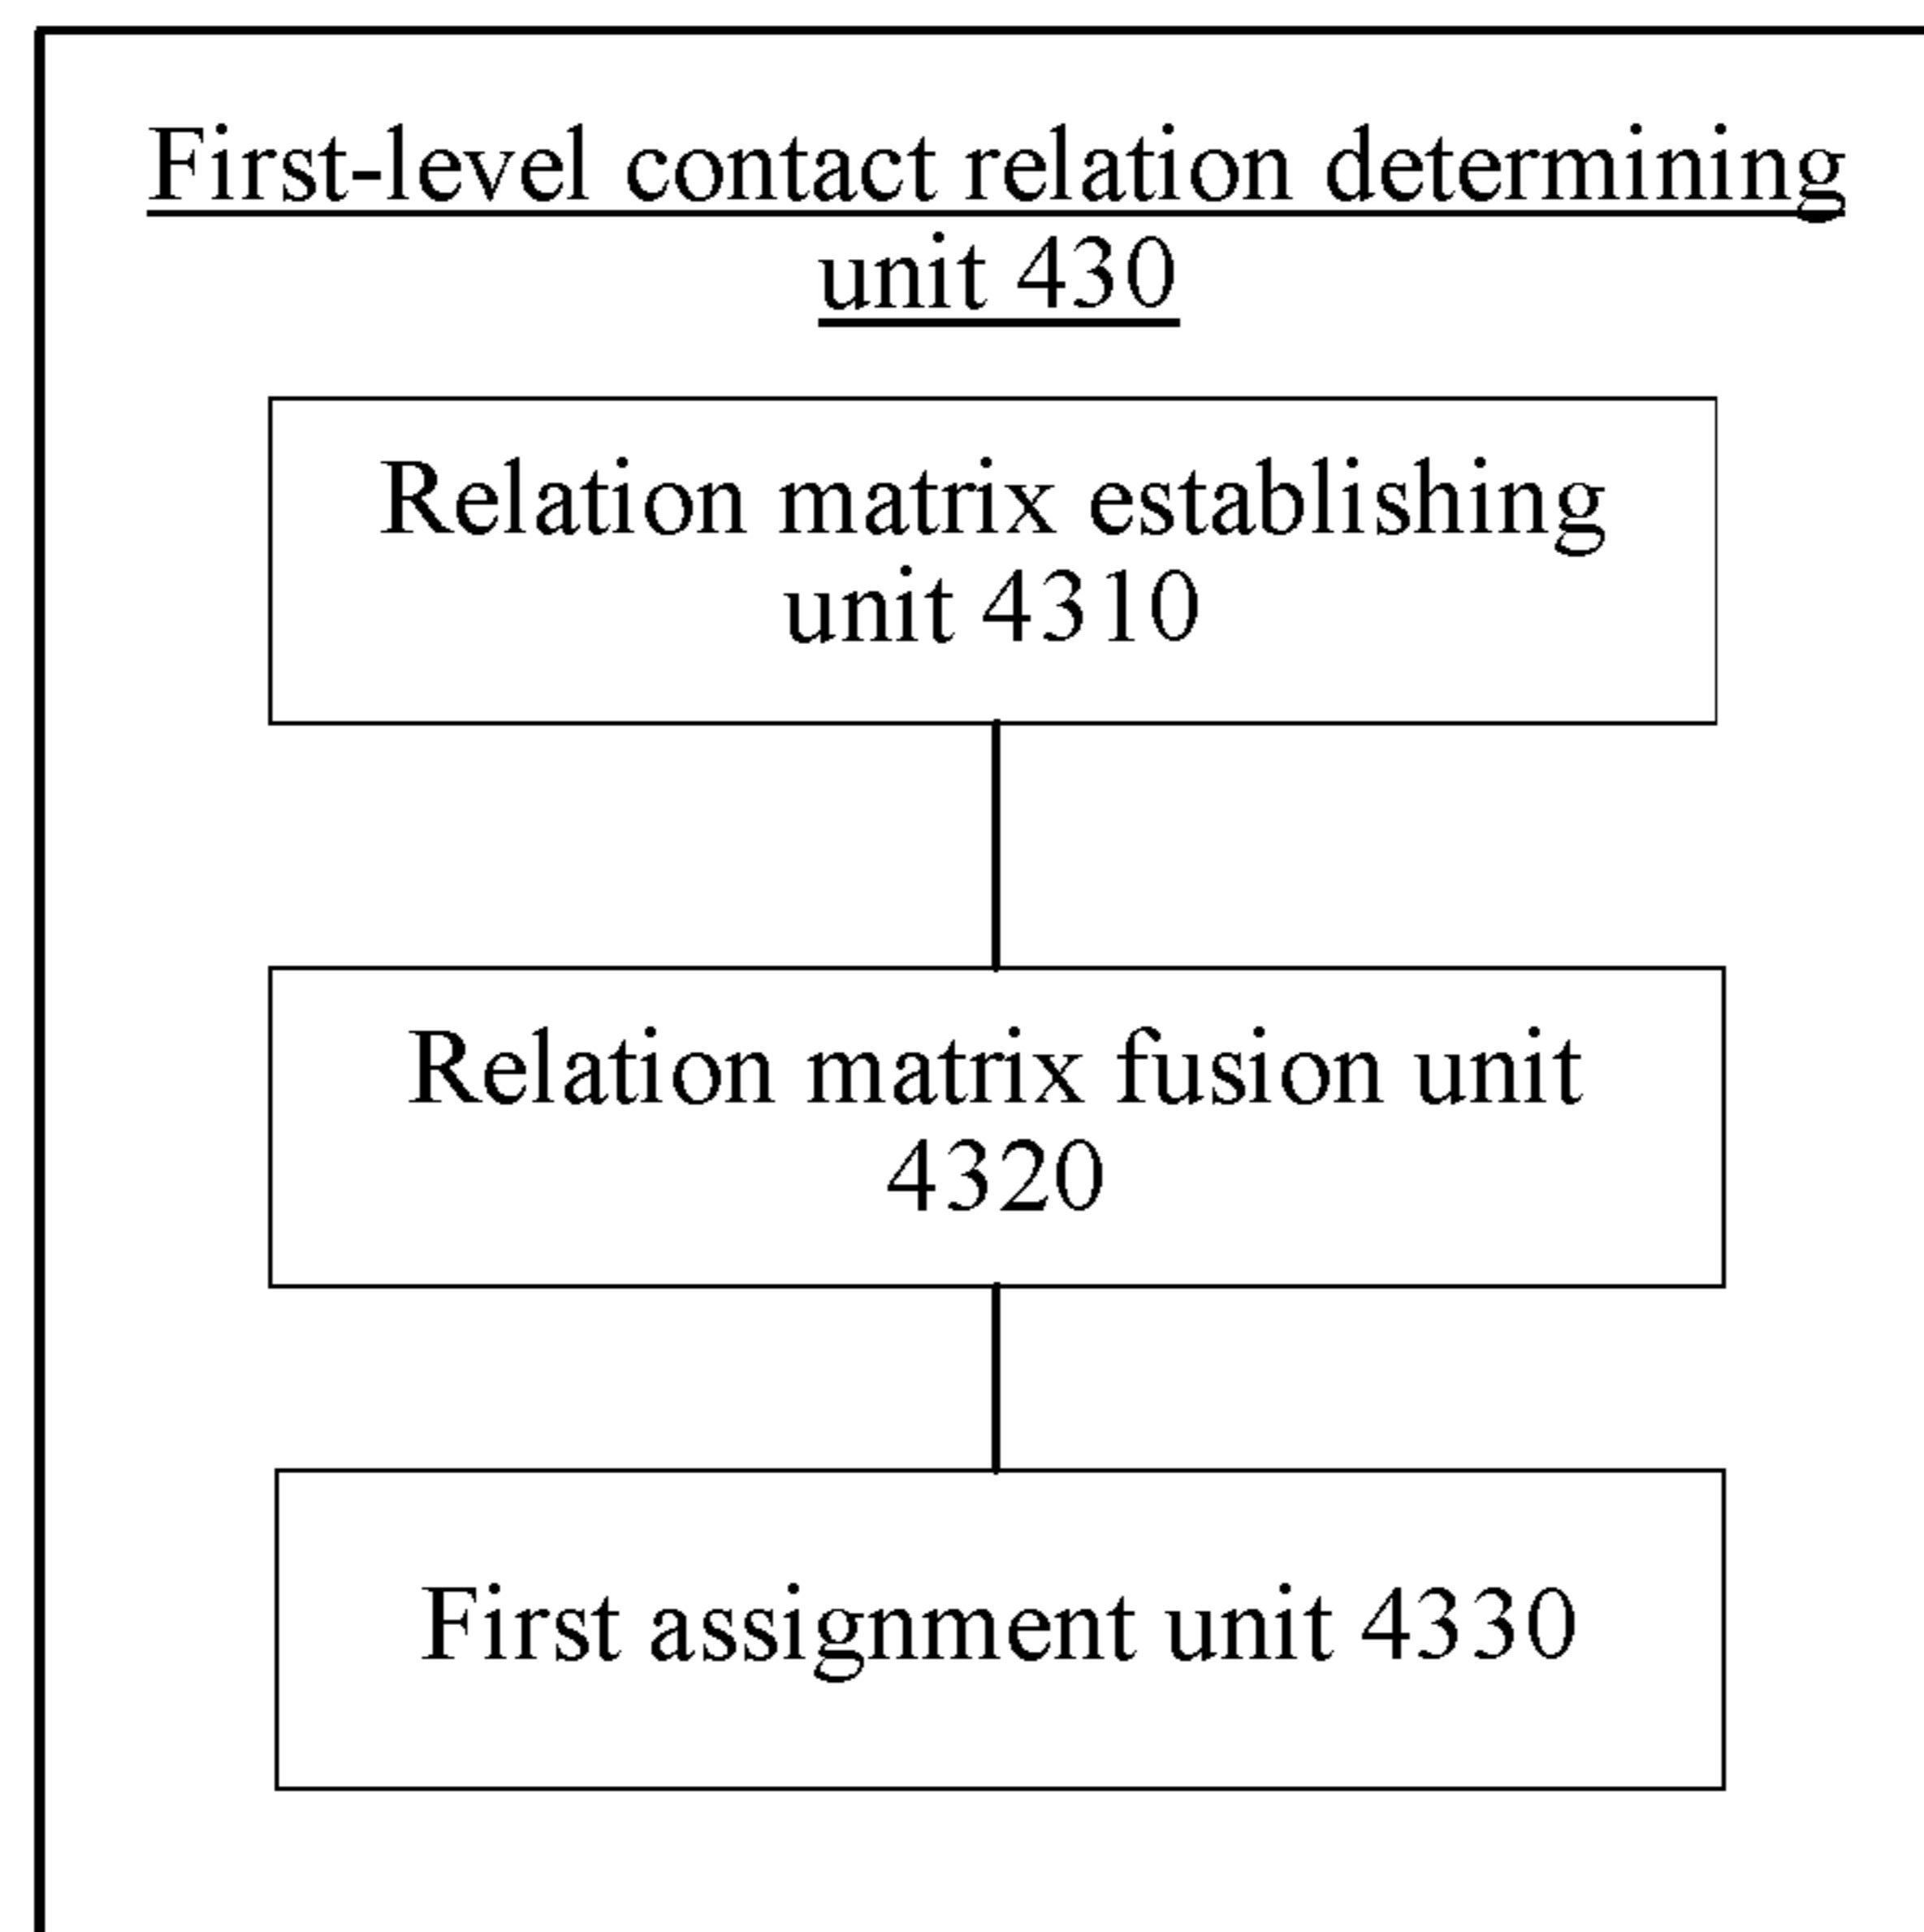 First-level contact relation determining
unit 430
Relation matrix establishing
unit 4310
Relation matrix fusion unit
4320
First assignment unit 4330